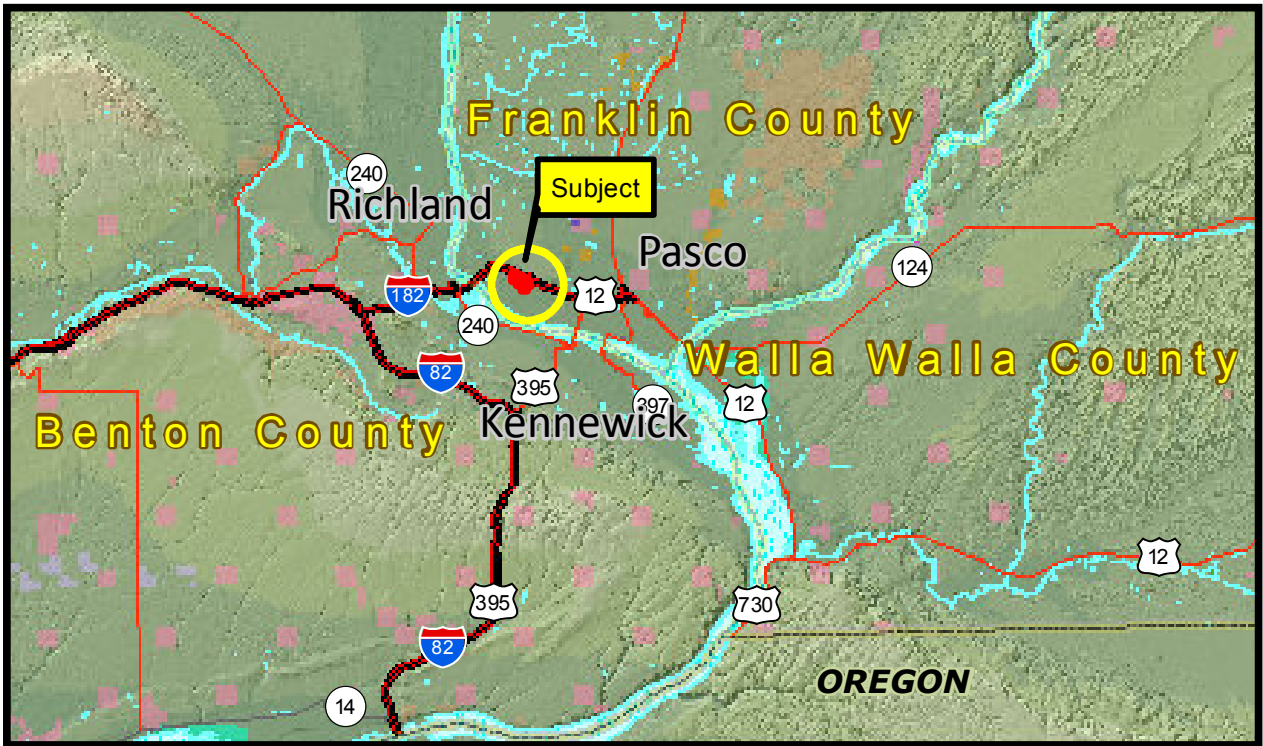 Franklin County
240
Subject
Richland
Pasco
124
182
12
240
Walla Walla County
82
395
397
12
Benton County
Kennewick
12
395
730
82
OREGON
14